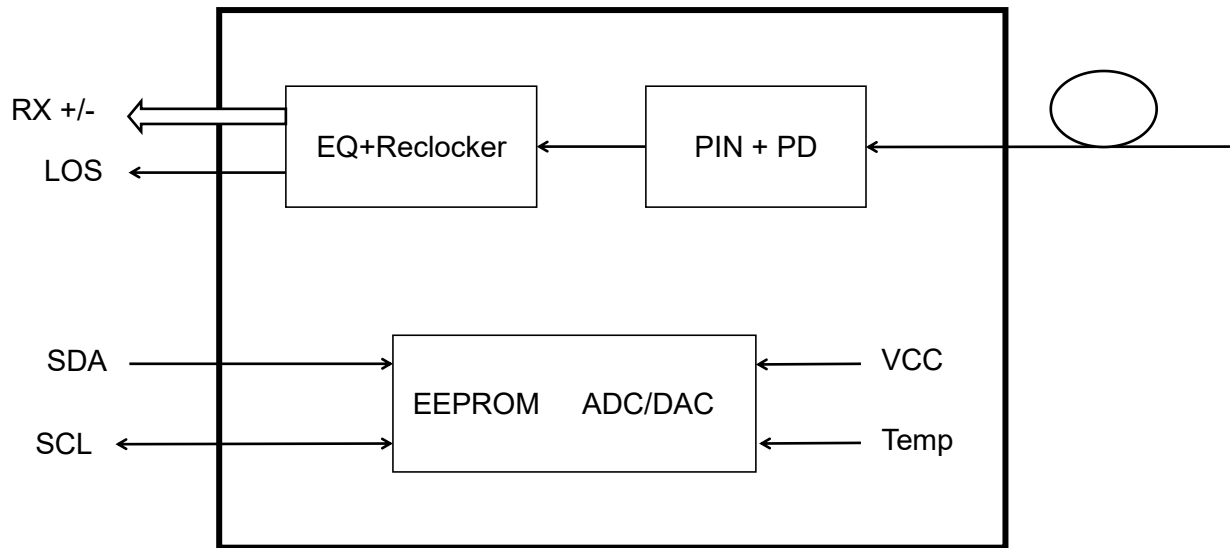 RX +/-
EQ+Reclocker
PIN + PD
LOS
SDA
VCC
EEPROM ADC/DAC
SCL
Temp